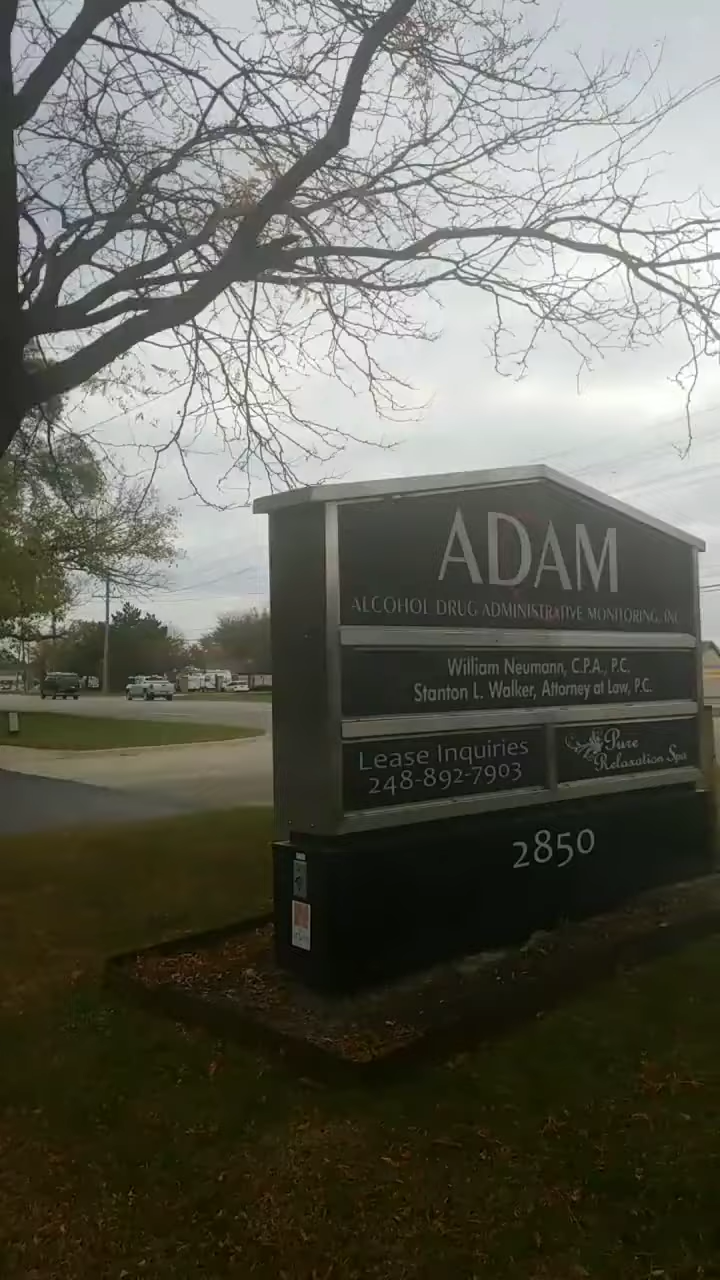 ADAM
ALCOHOL DRUG ADMINISTRATIVE MONITORING, INC
William Neumann, C.P.A., P.C.
Stanton L. Walker, Attorney at Law, P.C.
Lease Inquiries
248-892-7903
Pure
Relaxation Spa
2850